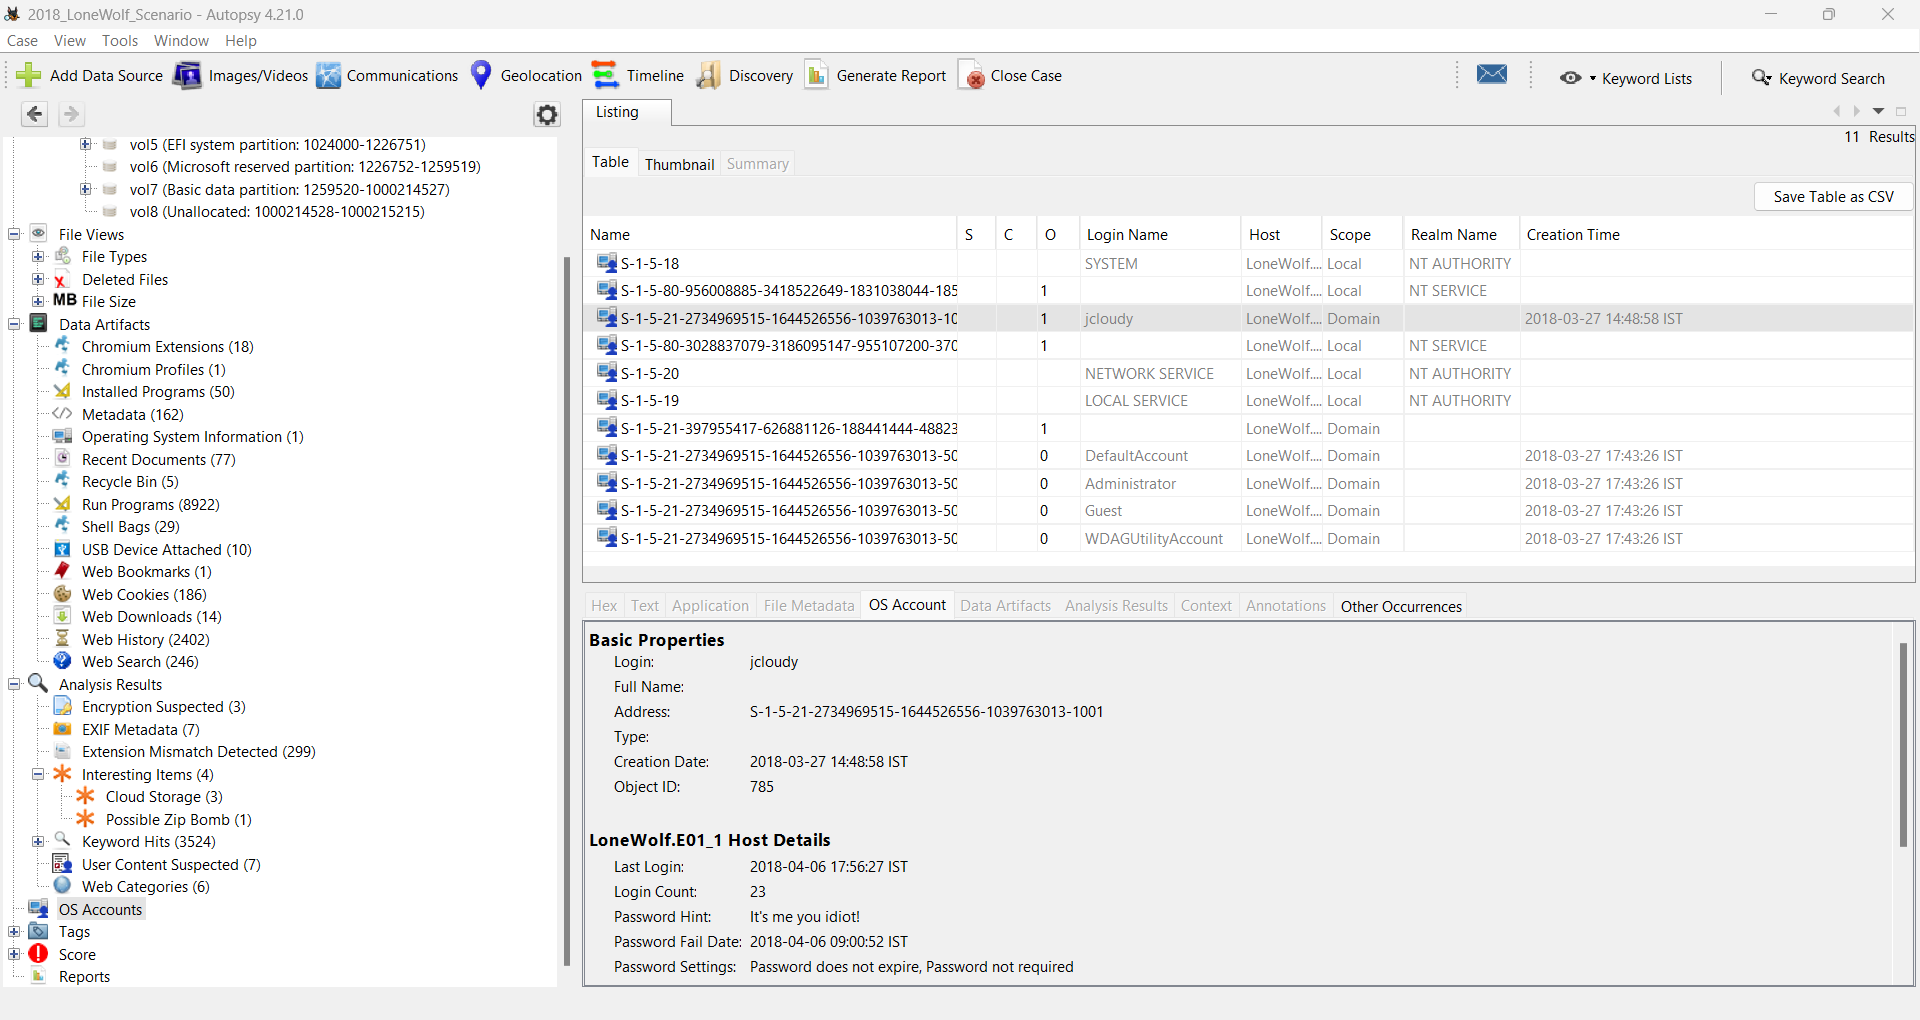 2018_LoneWolf_Scenario - Autopsy 4.21.0
Case View Tools Window Help
Add Data Source Images/Videos Communications Geolocation Timeline Discovery Generate Report Close Case Keyword Lists Keyword Search
vol5 (EFI system partition: 1024000-1226751)
vol6 (Microsoft reserved partition: 1226752-1259519)
vol7 (Basic data partition: 1259520-1000214527)
vol8 (Unallocated: 1000214528-1000215215)
File Views
File Types
Deleted Files
MB File Size
Data Artifacts
Chromium Extensions (18)
Chromium Profiles (1)
Installed Programs (50)
Metadata (162)
Operating System Information (1)
Recent Documents (77)
Recycle Bin (5)
Run Programs (8922)
Shell Bags (29)
USB Device Attached (10)
Web Bookmarks (1)
Web Cookies (186)
Web Downloads (14)
Web History (2402)
Web Search (246)
Analysis Results
Encryption Suspected (3)
EXIF Metadata (7)
Extension Mismatch Detected (299)
Interesting Items (4)
Cloud Storage (3)
Possible Zip Bomb (1)
Keyword Hits (3524)
User Content Suspected (7)
Web Categories (6)
OS Accounts
Tags
Score
Reports
Listing
11 Results
Table Thumbnail Summary
Save Table as CSV
Name S C O Login Name Host Scope Realm Name Creation Time
S-1-5-18 SYSTEM LoneWolf.... Local NT AUTHORITY
S-1-5-80-956008885-3418522649-1831038044-185 1 LoneWolf.... Local NT SERVICE
S-1-5-21-2734969515-1644526556-1039763013-10 1 jcloudy LoneWolf.... Domain 2018-03-27 14:48:58 IST
S-1-5-80-3028837079-3186095147-955107200-370 1 LoneWolf.... Local NT SERVICE
S-1-5-20 NETWORK SERVICE LoneWolf.... Local NT AUTHORITY
S-1-5-19 LOCAL SERVICE LoneWolf.... Local NT AUTHORITY
S-1-5-21-397955417-626881126-188441444-48823 1 LoneWolf.... Domain
S-1-5-21-2734969515-1644526556-1039763013-50 0 DefaultAccount LoneWolf.... Domain 2018-03-27 17:43:26 IST
S-1-5-21-2734969515-1644526556-1039763013-50 0 Administrator LoneWolf.... Domain 2018-03-27 17:43:26 IST
S-1-5-21-2734969515-1644526556-1039763013-50 0 Guest LoneWolf.... Domain 2018-03-27 17:43:26 IST
S-1-5-21-2734969515-1644526556-1039763013-50 0 WDAGUtilityAccount LoneWolf.... Domain 2018-03-27 17:43:26 IST
Hex Text Application File Metadata OS Account Data Artifacts Analysis Results Context Annotations Other Occurrences
Basic Properties
Login: jcloudy
Full Name:
Address: S-1-5-21-2734969515-1644526556-1039763013-1001
Type:
Creation Date: 2018-03-27 14:48:58 IST
Object ID: 785
LoneWolf.E01_1 Host Details
Last Login: 2018-04-06 17:56:27 IST
Login Count: 23
Password Hint: It's me you idiot!
Password Fail Date: 2018-04-06 09:00:52 IST
Password Settings: Password does not expire, Password not required